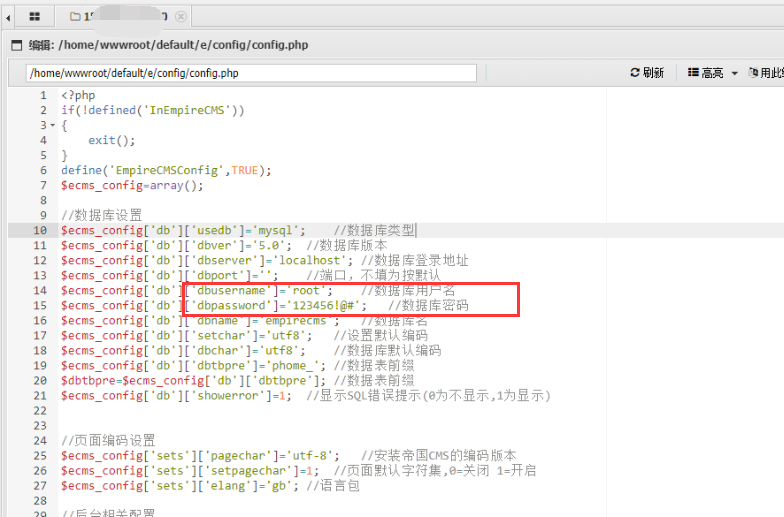 编辑: /home/wwwroot/default/e/config/config.php
/home/wwwroot/default/e/config/config.php 刷新 高亮 用此编
1 <?php
2 if(!defined('InEmpireCMS'))
3 {
4 exit();
5 }
6 define('EmpireCMSConfig',TRUE);
7 $ecms_config=array();
8
9 //数据库设置
10 $ecms_config['db']['usedb']='mysql'; //数据库类型
11 $ecms_config['db']['dbver']='5.0'; //数据库版本
12 $ecms_config['db']['dbserver']='localhost'; //数据库登录地址
13 $ecms_config['db']['dbport']=''; //端口，不填为按默认
14 $ecms_config['db']['dbusername']='root'; //数据库用户名
15 $ecms_config['db']['dbpassword']='123456!@#'; //数据库密码
16 $ecms_config['db']['dbname']='empirecms'; //数据库名
17 $ecms_config['db']['setchar']='utf8'; //设置默认编码
18 $ecms_config['db']['dbchar']='utf8'; //数据库默认编码
19 $ecms_config['db']['dbtbpre']='phome_'; //数据表前缀
20 $dbtbpre=$ecms_config['db']['dbtbpre']; //数据表前缀
21 $ecms_config['db']['showerror']=1; //显示SQL错误提示(0为不显示,1为显示)
22
23
24 //页面编码设置
25 $ecms_config['sets']['pagechar']='utf-8'; //安装帝国CMS的编码版本
26 $ecms_config['sets']['setpagechar']=1; //页面默认字符集,0=关闭 1=开启
27 $ecms_config['sets']['elang']='gb'; //语言包
28
//后台相关配置